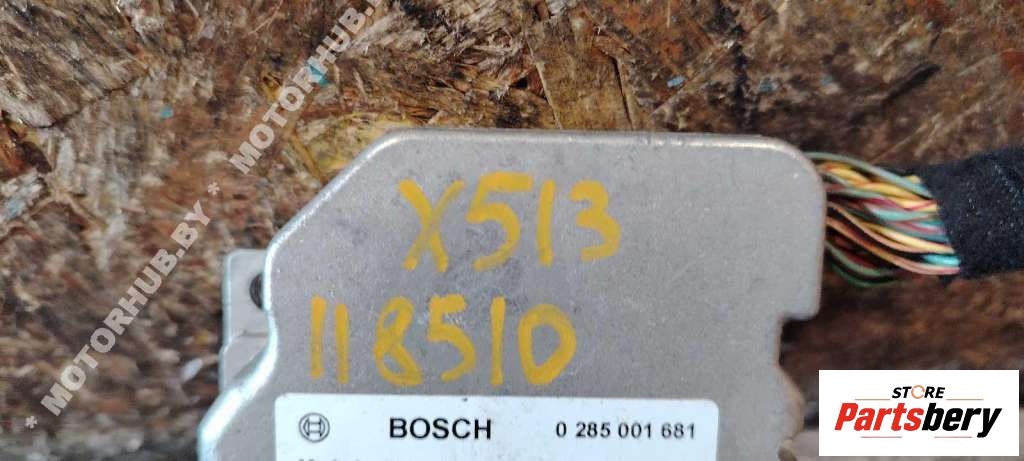 * MOTORHUB.BY * MOTORHUB.BY
X513
118510
BOSCH 0 285 001 681
STORE
Partsbery